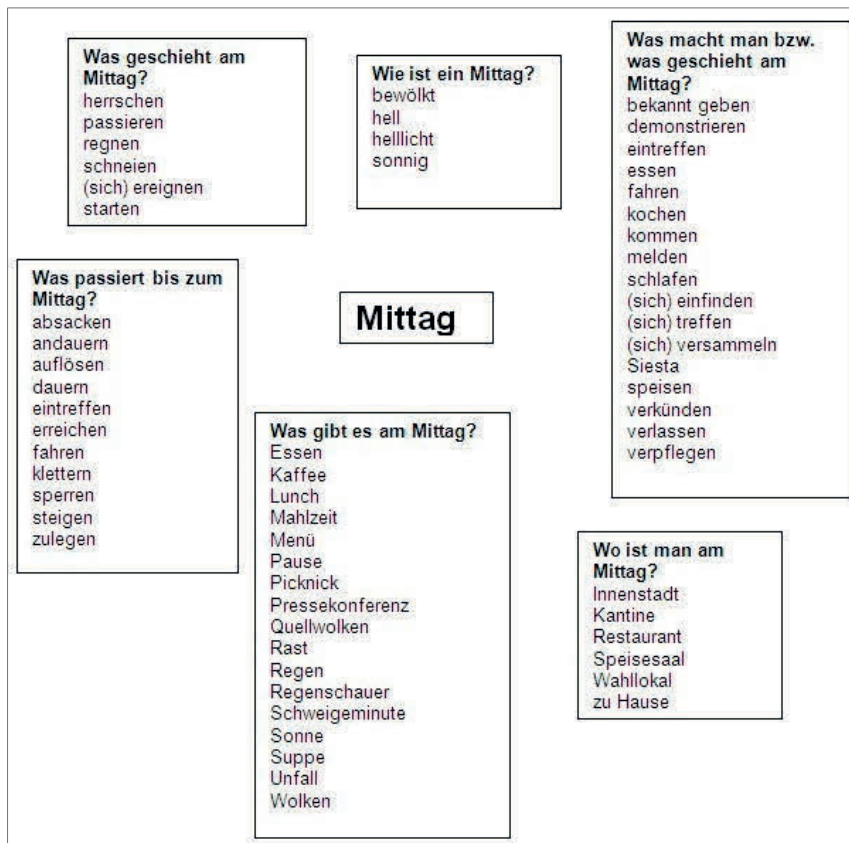 Was geschieht am
Mittag?
herrschen
passieren
regnen
schneien
(sich) ereignen
starten
Wie ist ein Mittag?
bewölkt
hell
helllicht
sonnig
Was macht man bzw.
was geschieht am
Mittag?
bekannt geben
demonstrieren
eintreffen
essen
fahren
kochen
kommen
melden
schlafen
(sich) einfinden
(sich) treffen
(sich) versammeln
Siesta
speisen
verkünden
verlassen
verpflegen
Was passiert bis zum
Mittag?
absacken
andauern
auflösen
dauern
eintreffen
erreichen
fahren
klettern
sperren
steigen
zulegen
Mittag
Was gibt es am Mittag?
Essen
Kaffee
Lunch
Mahlzeit
Menü
Pause
Picknick
Pressekonferenz
Quellwolken
Rast
Regen
Regenschauer
Schweigeminute
Sonne
Suppe
Unfall
Wolken
Wo ist man am
Mittag?
Innenstadt
Kantine
Restaurant
Speisesaal
Wahllokal
zu Hause